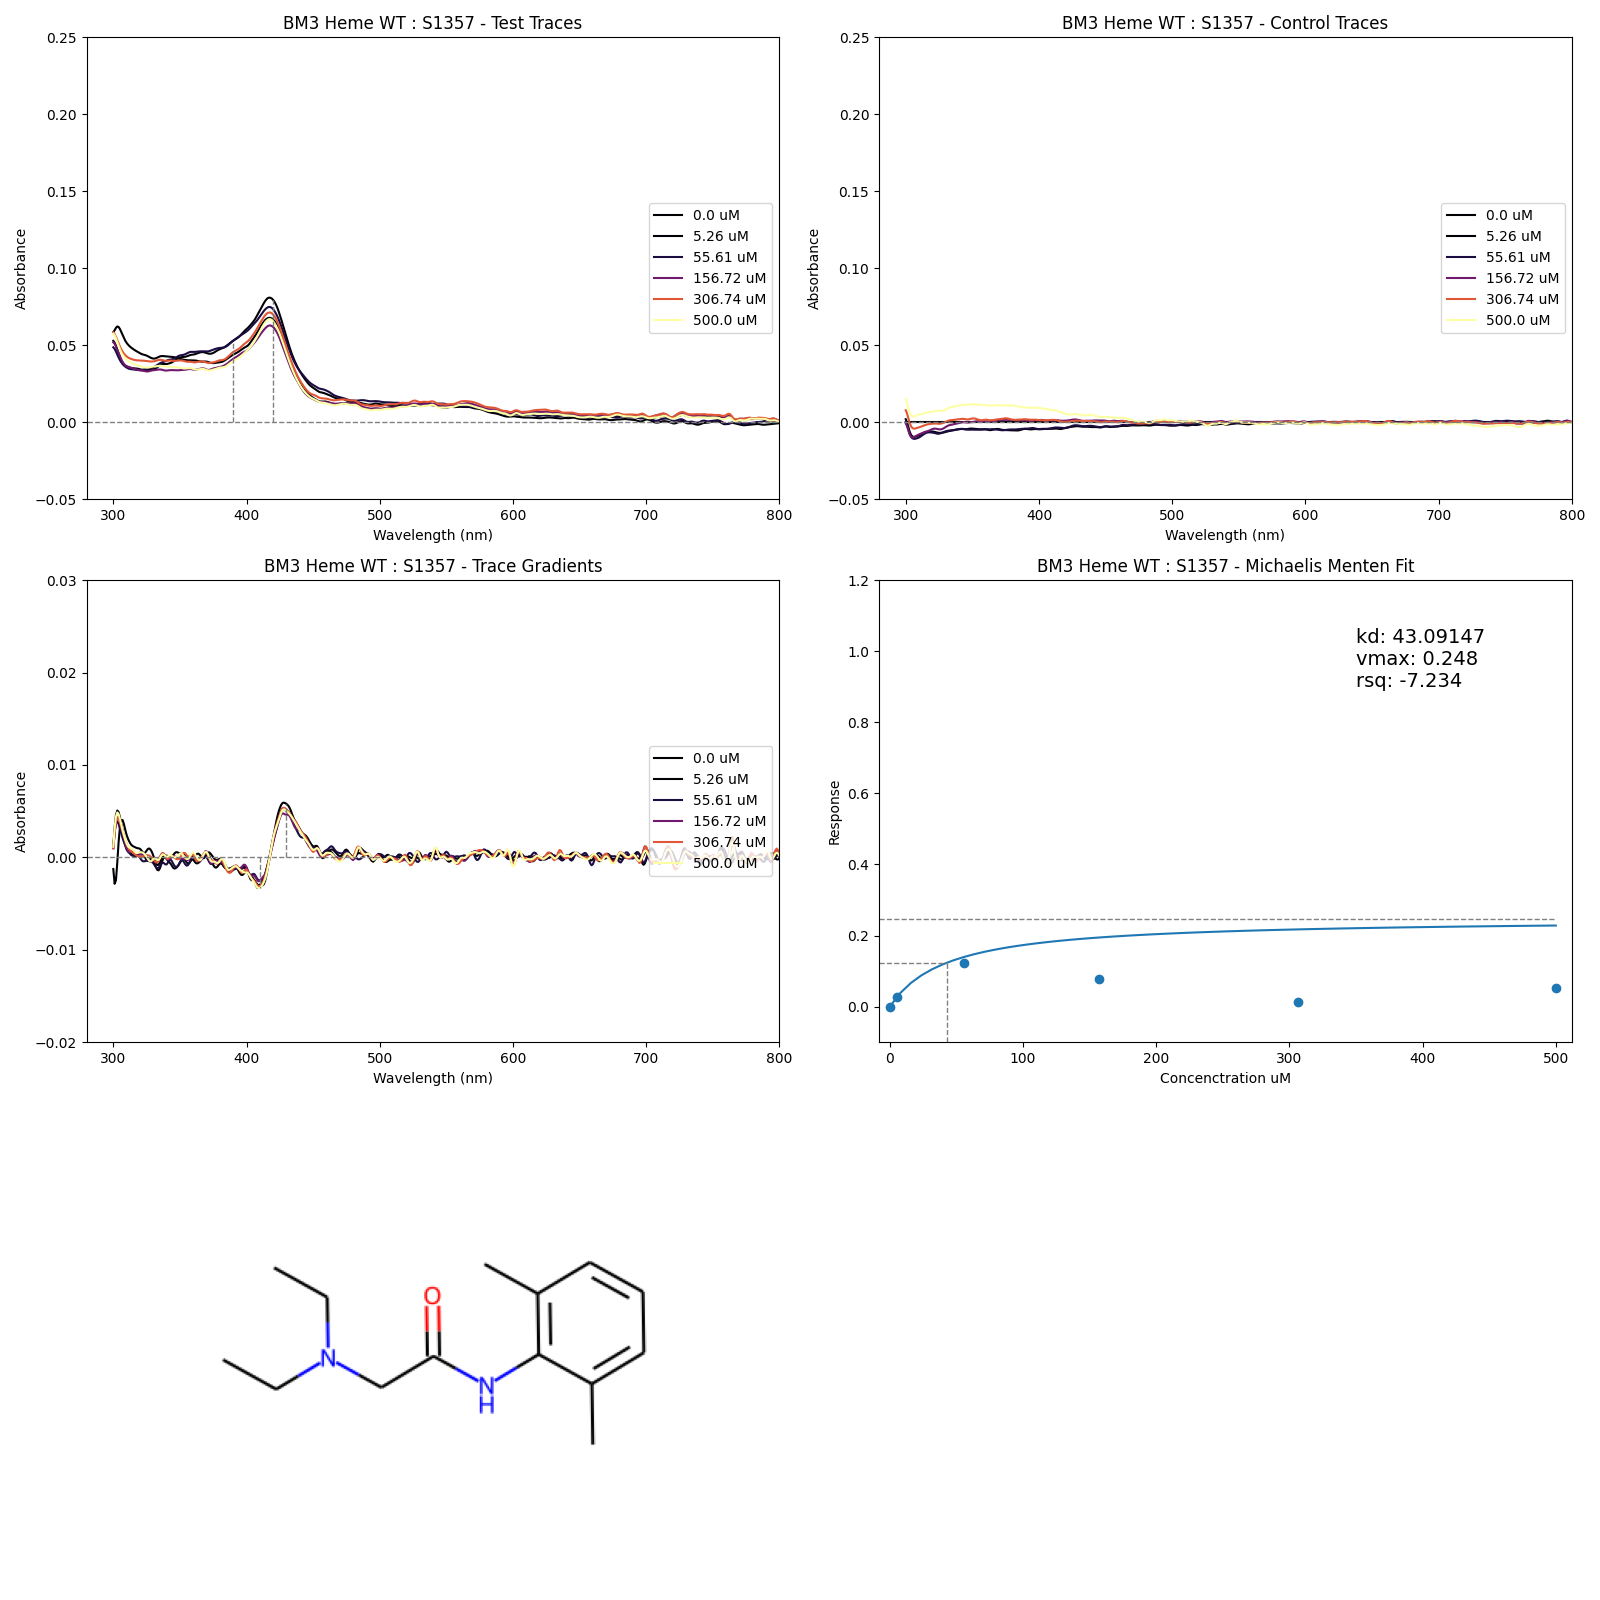 BM3 Heme WT : S1357 - Test Traces
0.25
0.20
0.15
0.10
0.05
0.00
−0.05
Absorbance
300 400 500 600 700 800
Wavelength (nm)
0.0 uM
5.26 uM
55.61 uM
156.72 uM
306.74 uM
500.0 uM
BM3 Heme WT : S1357 - Control Traces
0.25
0.20
0.15
0.10
0.05
0.00
−0.05
Absorbance
300 400 500 600 700 800
Wavelength (nm)
0.0 uM
5.26 uM
55.61 uM
156.72 uM
306.74 uM
500.0 uM
BM3 Heme WT : S1357 - Trace Gradients
0.03
0.02
0.01
0.00
−0.01
−0.02
Absorbance
300 400 500 600 700 800
Wavelength (nm)
0.0 uM
5.26 uM
55.61 uM
156.72 uM
306.74 uM
500.0 uM
BM3 Heme WT : S1357 - Michaelis Menten Fit
1.2
1.0
0.8
0.6
0.4
0.2
0.0
Response
0 100 200 300 400 500
Concenctration uM
kd: 43.09147
vmax: 0.248
rsq: -7.234
O
N
N
H